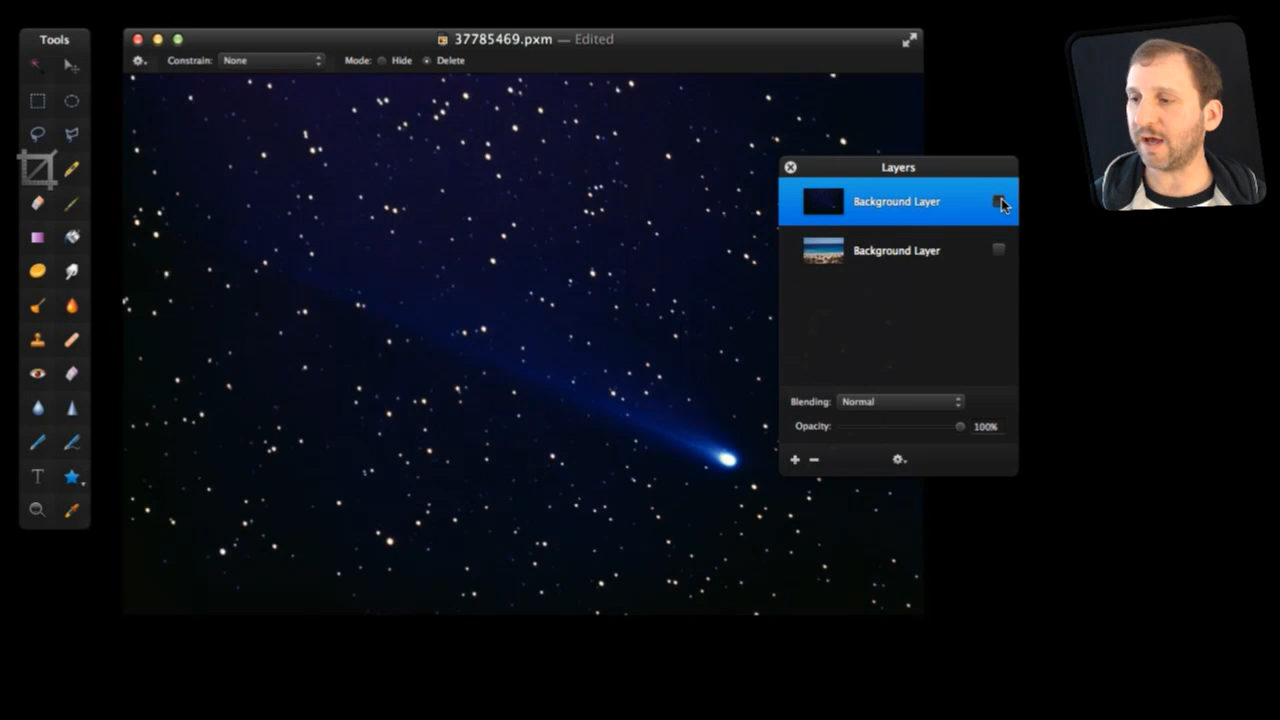 Tools
37785469.pxm — Edited
Constrain: None Mode: Hide Delete
Layers
Background Layer
Background Layer
Blending: Normal
Opacity: 100%